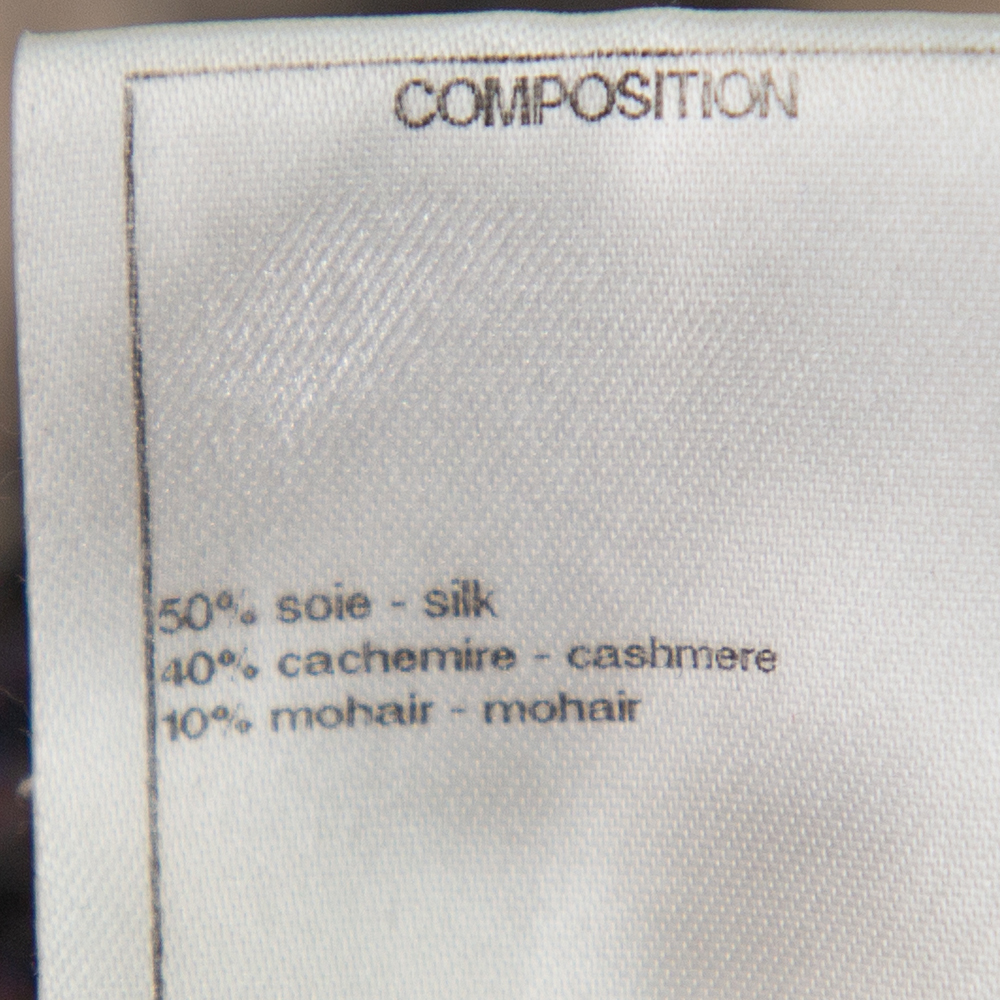 COMPOSITION
50% soie - silk
40% cachemire - cashmere
10% mohair - mohair